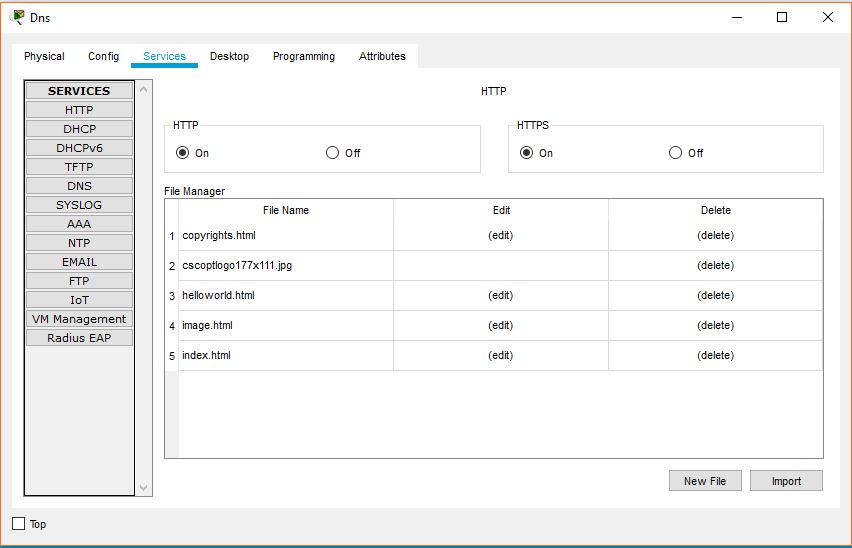 Dns
Physical Config Services Desktop Programming Attributes
SERVICES
HTTP
DHCP
DHCPv6
TFTP
DNS
SYSLOG
AAA
NTP
EMAIL
FTP
IoT
VM Management
Radius EAP
HTTP
HTTP
On Off
HTTPS
On Off
File Manager
File Name Edit Delete
1 copyrights.html (edit) (delete)
2 cscoptlogo177x111.jpg (delete)
3 helloworld.html (edit) (delete)
4 image.html (edit) (delete)
5 index.html (edit) (delete)
New File Import
Top